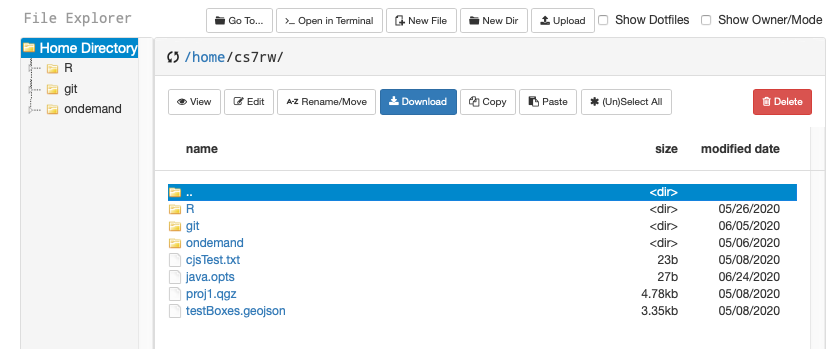 File Explorer
Go To... >_ Open in Terminal New File New Dir Upload Show Dotfiles Show Owner/Mode
Home Directory
R
git
ondemand
/home/cs7rw/
View Edit A-Z Rename/Move Download Copy Paste (Un)Select All Delete
name size modified date
.. <dir>
R <dir> 05/26/2020
git <dir> 06/05/2020
ondemand <dir> 05/06/2020
cjsTest.txt 23b 05/08/2020
java.opts 27b 06/24/2020
proj1.qgz 4.78kb 05/08/2020
testBoxes.geojson 3.35kb 05/08/2020